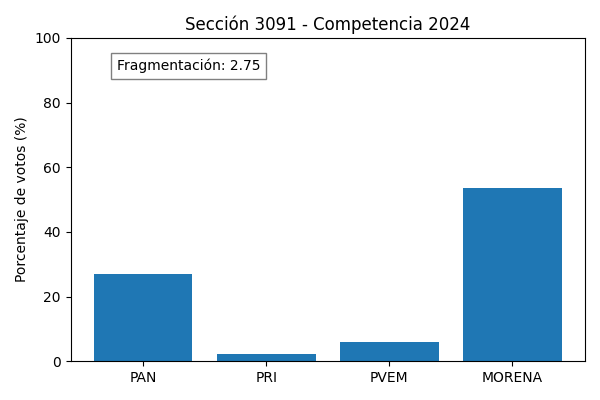 Sección 3091 - Competencia 2024
Fragmentación: 2.75
Porcentaje de votos (%)
100
80
60
40
20
0
PAN PRI PVEM MORENA